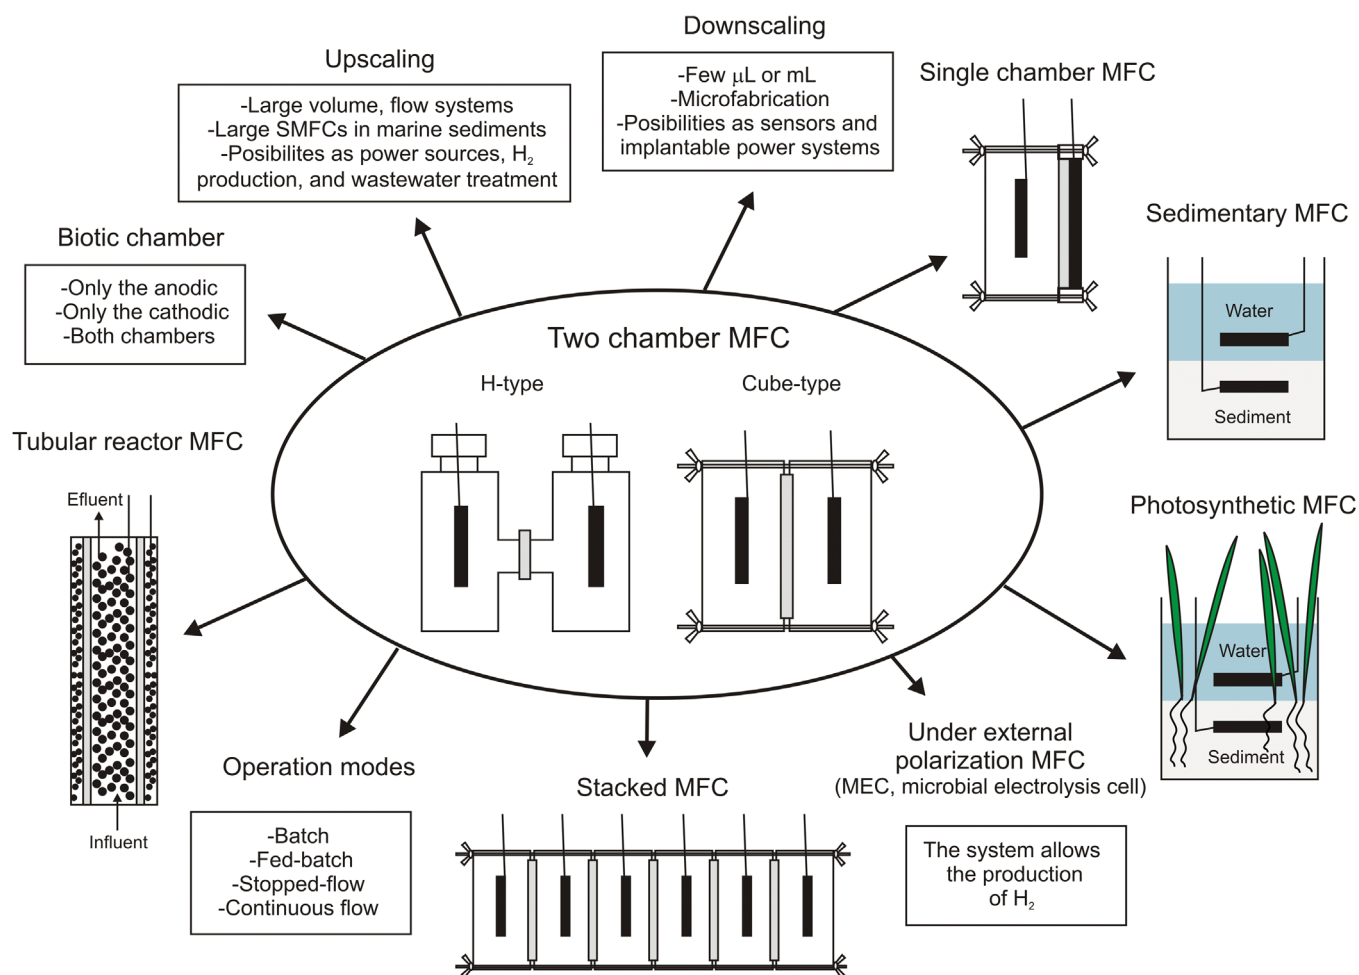 Downscaling
-Few μL or mL
-Microfabrication
-Posibilities as sensors and
implantable power systems
Upscaling
-Large volume, flow systems
-Large SMFCs in marine sediments
-Posibilites as power sources, H₂
production, and wastewater treatment
Single chamber MFC
Biotic chamber
-Only the anodic
-Only the cathodic
-Both chambers
Sedimentary MFC
Water
Sediment
Two chamber MFC
H-type
Cube-type
Tubular reactor MFC
Efluent
Influent
Photosynthetic MFC
Water
Sediment
Operation modes
-Batch
-Fed-batch
-Stopped-flow
-Continuous flow
Stacked MFC
Under external
polarization MFC
(MEC, microbial electrolysis cell)
The system allows
the production
of H₂